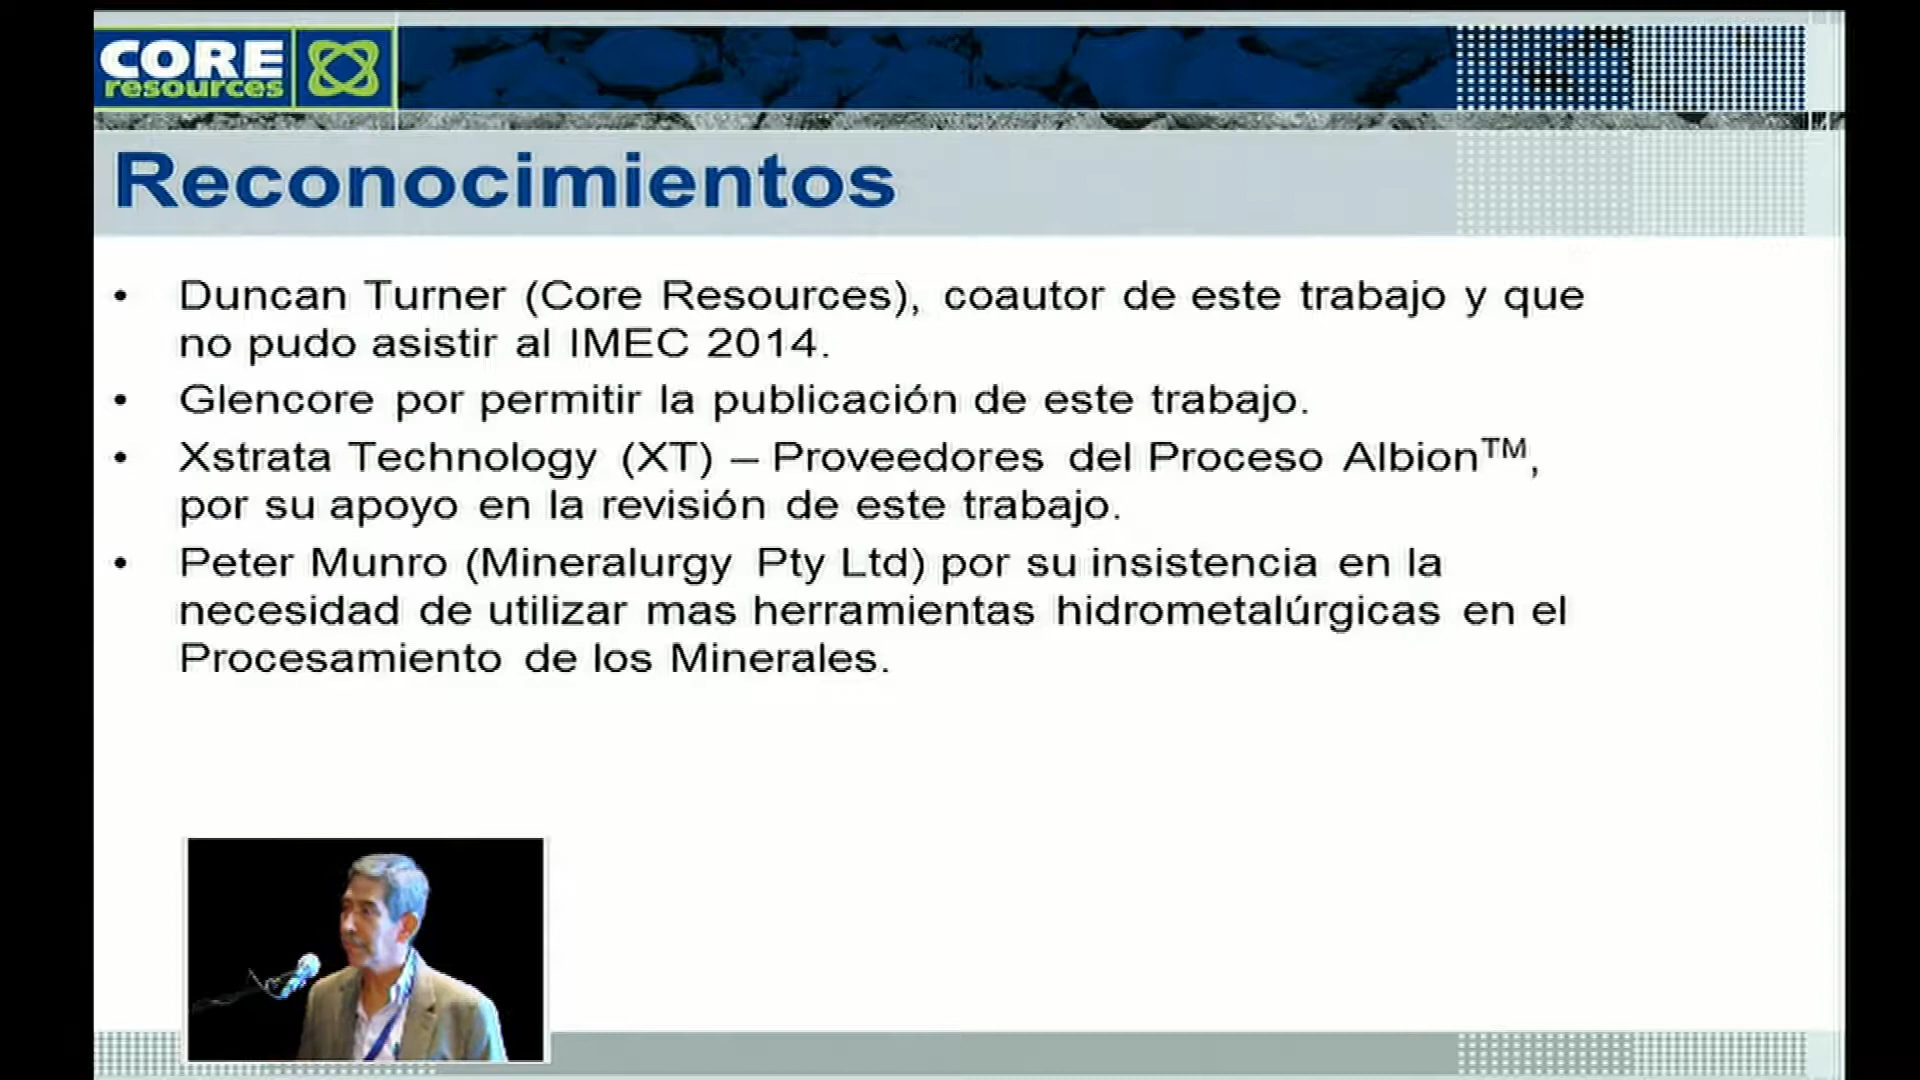 CORE
resources
Reconocimientos
• Duncan Turner (Core Resources), coautor de este trabajo y que
no pudo asistir al IMEC 2014.
• Glencore por permitir la publicación de este trabajo.
• Xstrata Technology (XT) – Proveedores del Proceso Albion™,
por su apoyo en la revisión de este trabajo.
• Peter Munro (Mineralurgy Pty Ltd) por su insistencia en la
necesidad de utilizar mas herramientas hidrometalúrgicas en el
Procesamiento de los Minerales.